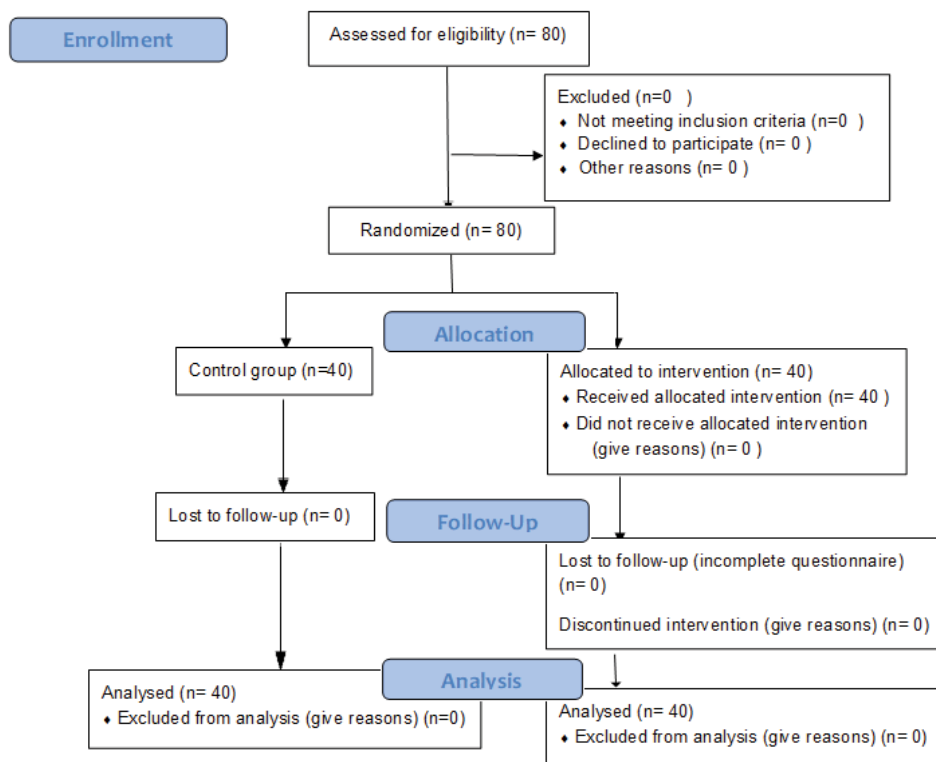 Enrollment
Assessed for eligibility (n= 80)
Excluded (n=0 )
♦ Not meeting inclusion criteria (n=0 )
♦ Declined to participate (n= 0 )
♦ Other reasons (n= 0 )
Randomized (n= 80)
Allocation
Control group (n=40)
Allocated to intervention (n= 40)
♦ Received allocated intervention (n= 40 )
♦ Did not receive allocated intervention
(give reasons) (n= 0 )
Follow-Up
Lost to follow-up (n= 0)
Lost to follow-up (incomplete questionnaire)
(n= 0)
Discontinued intervention (give reasons) (n= 0)
Analysis
Analysed (n= 40)
♦ Excluded from analysis (give reasons) (n=0)
Analysed (n= 40)
♦ Excluded from analysis (give reasons) (n= 0)